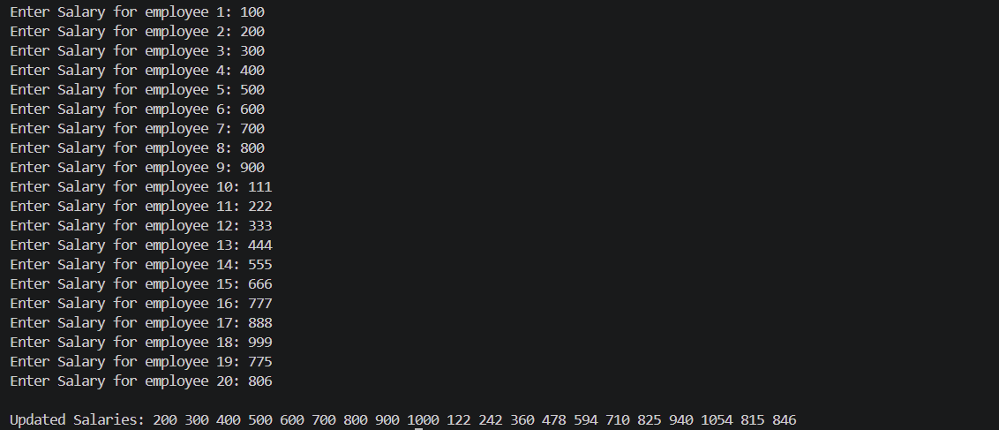 Enter Salary for employee 1: 100
Enter Salary for employee 2: 200
Enter Salary for employee 3: 300
Enter Salary for employee 4: 400
Enter Salary for employee 5: 500
Enter Salary for employee 6: 600
Enter Salary for employee 7: 700
Enter Salary for employee 8: 800
Enter Salary for employee 9: 900
Enter Salary for employee 10: 111
Enter Salary for employee 11: 222
Enter Salary for employee 12: 333
Enter Salary for employee 13: 444
Enter Salary for employee 14: 555
Enter Salary for employee 15: 666
Enter Salary for employee 16: 777
Enter Salary for employee 17: 888
Enter Salary for employee 18: 999
Enter Salary for employee 19: 775
Enter Salary for employee 20: 806
Updated Salaries: 200 300 400 500 600 700 800 900 1000 122 242 360 478 594 710 825 940 1054 815 846